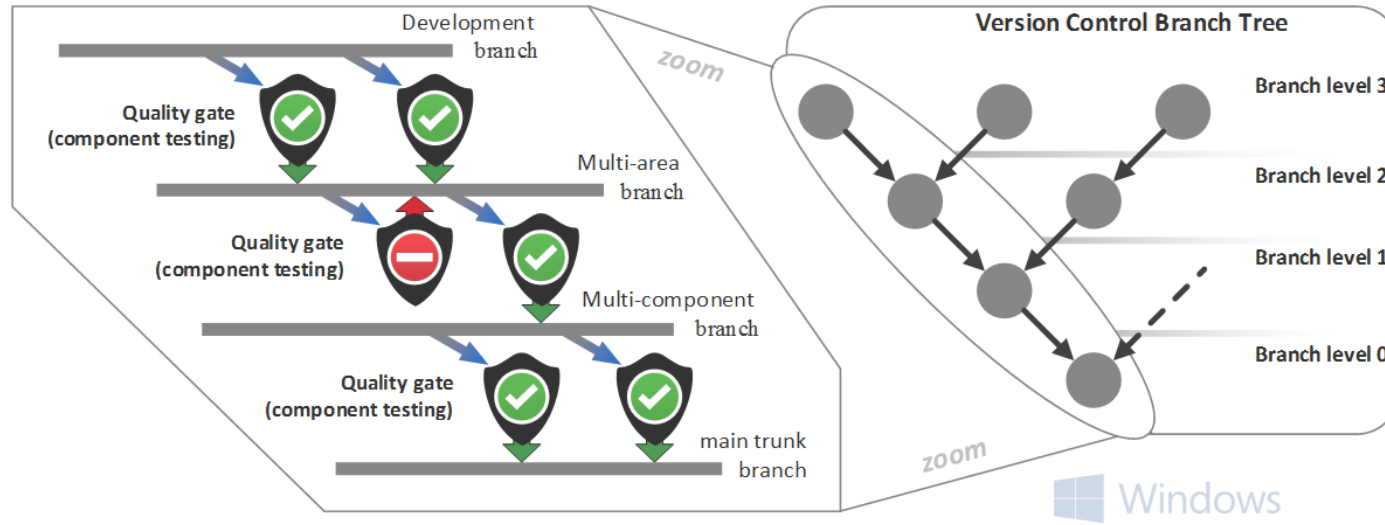 Development
branch
Quality gate
(component testing)
Multi-area
branch
Quality gate
(component testing)
Multi-component
branch
Quality gate
(component testing)
main trunk
branch
zoom
zoom
Version Control Branch Tree
Branch level 3
Branch level 2
Branch level 1
Branch level 0
Windows